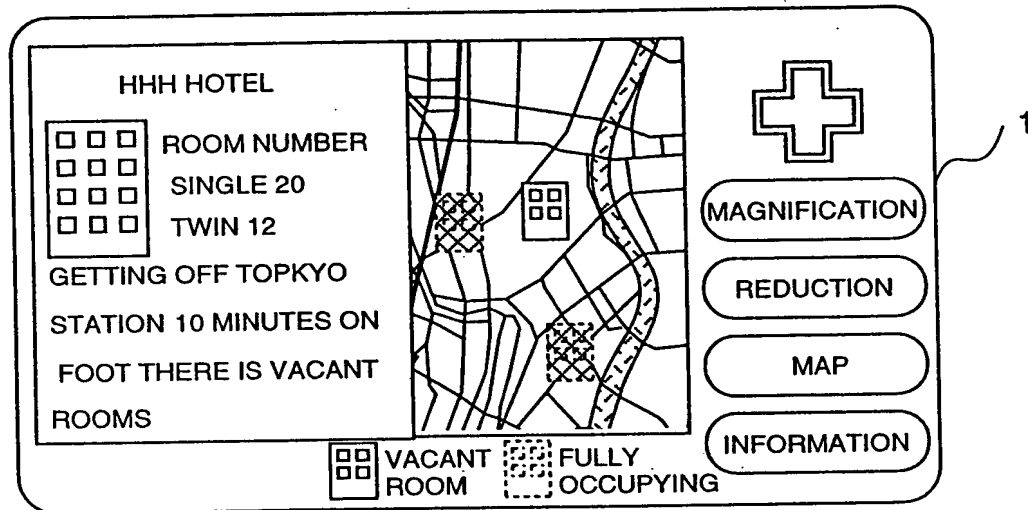 HHH HOTEL
ROOM NUMBER
SINGLE 20
TWIN 12
GETTING OFF TOPKYO
STATION 10 MINUTES ON
FOOT THERE IS VACANT
ROOMS
MAGNIFICATION
REDUCTION
MAP
INFORMATION
VACANT
ROOM
FULLY
OCCUPYING
1